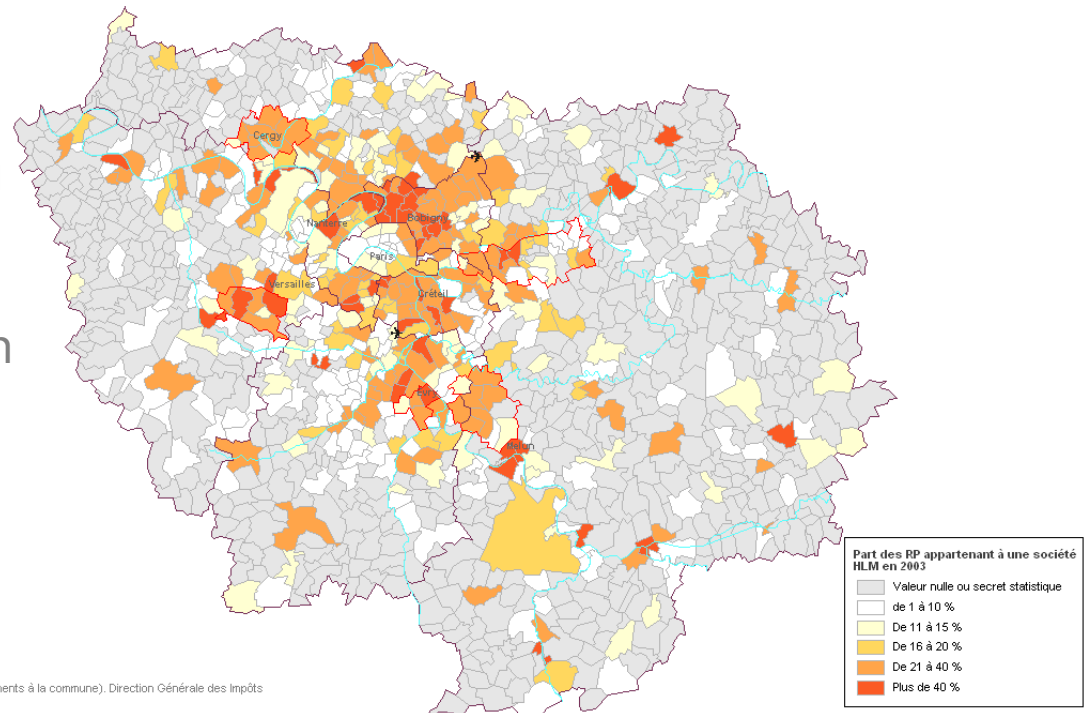 Cergy
Nanterre
Bobigny
Paris
Versailles
Créteil
n
Evry
Melun
Part des RP appartenant à une société
HLM en 2003
Valeur nulle ou secret statistique
de 1 à 10 %
De 11 à 15 %
De 16 à 20 %
De 21 à 40 %
Plus de 40 %
ments à la commune). Direction Générale des Impôts